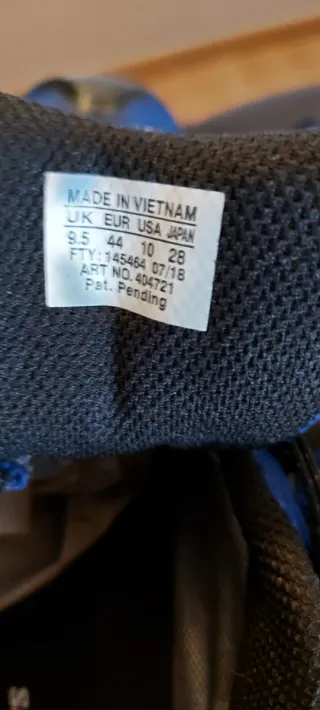 MADE IN VIETNAM
UK EUR USA JAPAN
9.5 44 10 28
FTY: 145464 07/18
ART NO. 404721
Pat. Pending
S